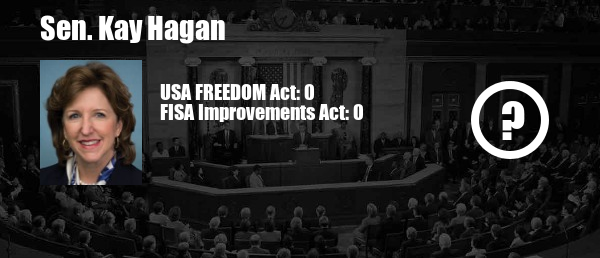 Sen. Kay Hagan
USA FREEDOM Act: 0
FISA Improvements Act: 0
?